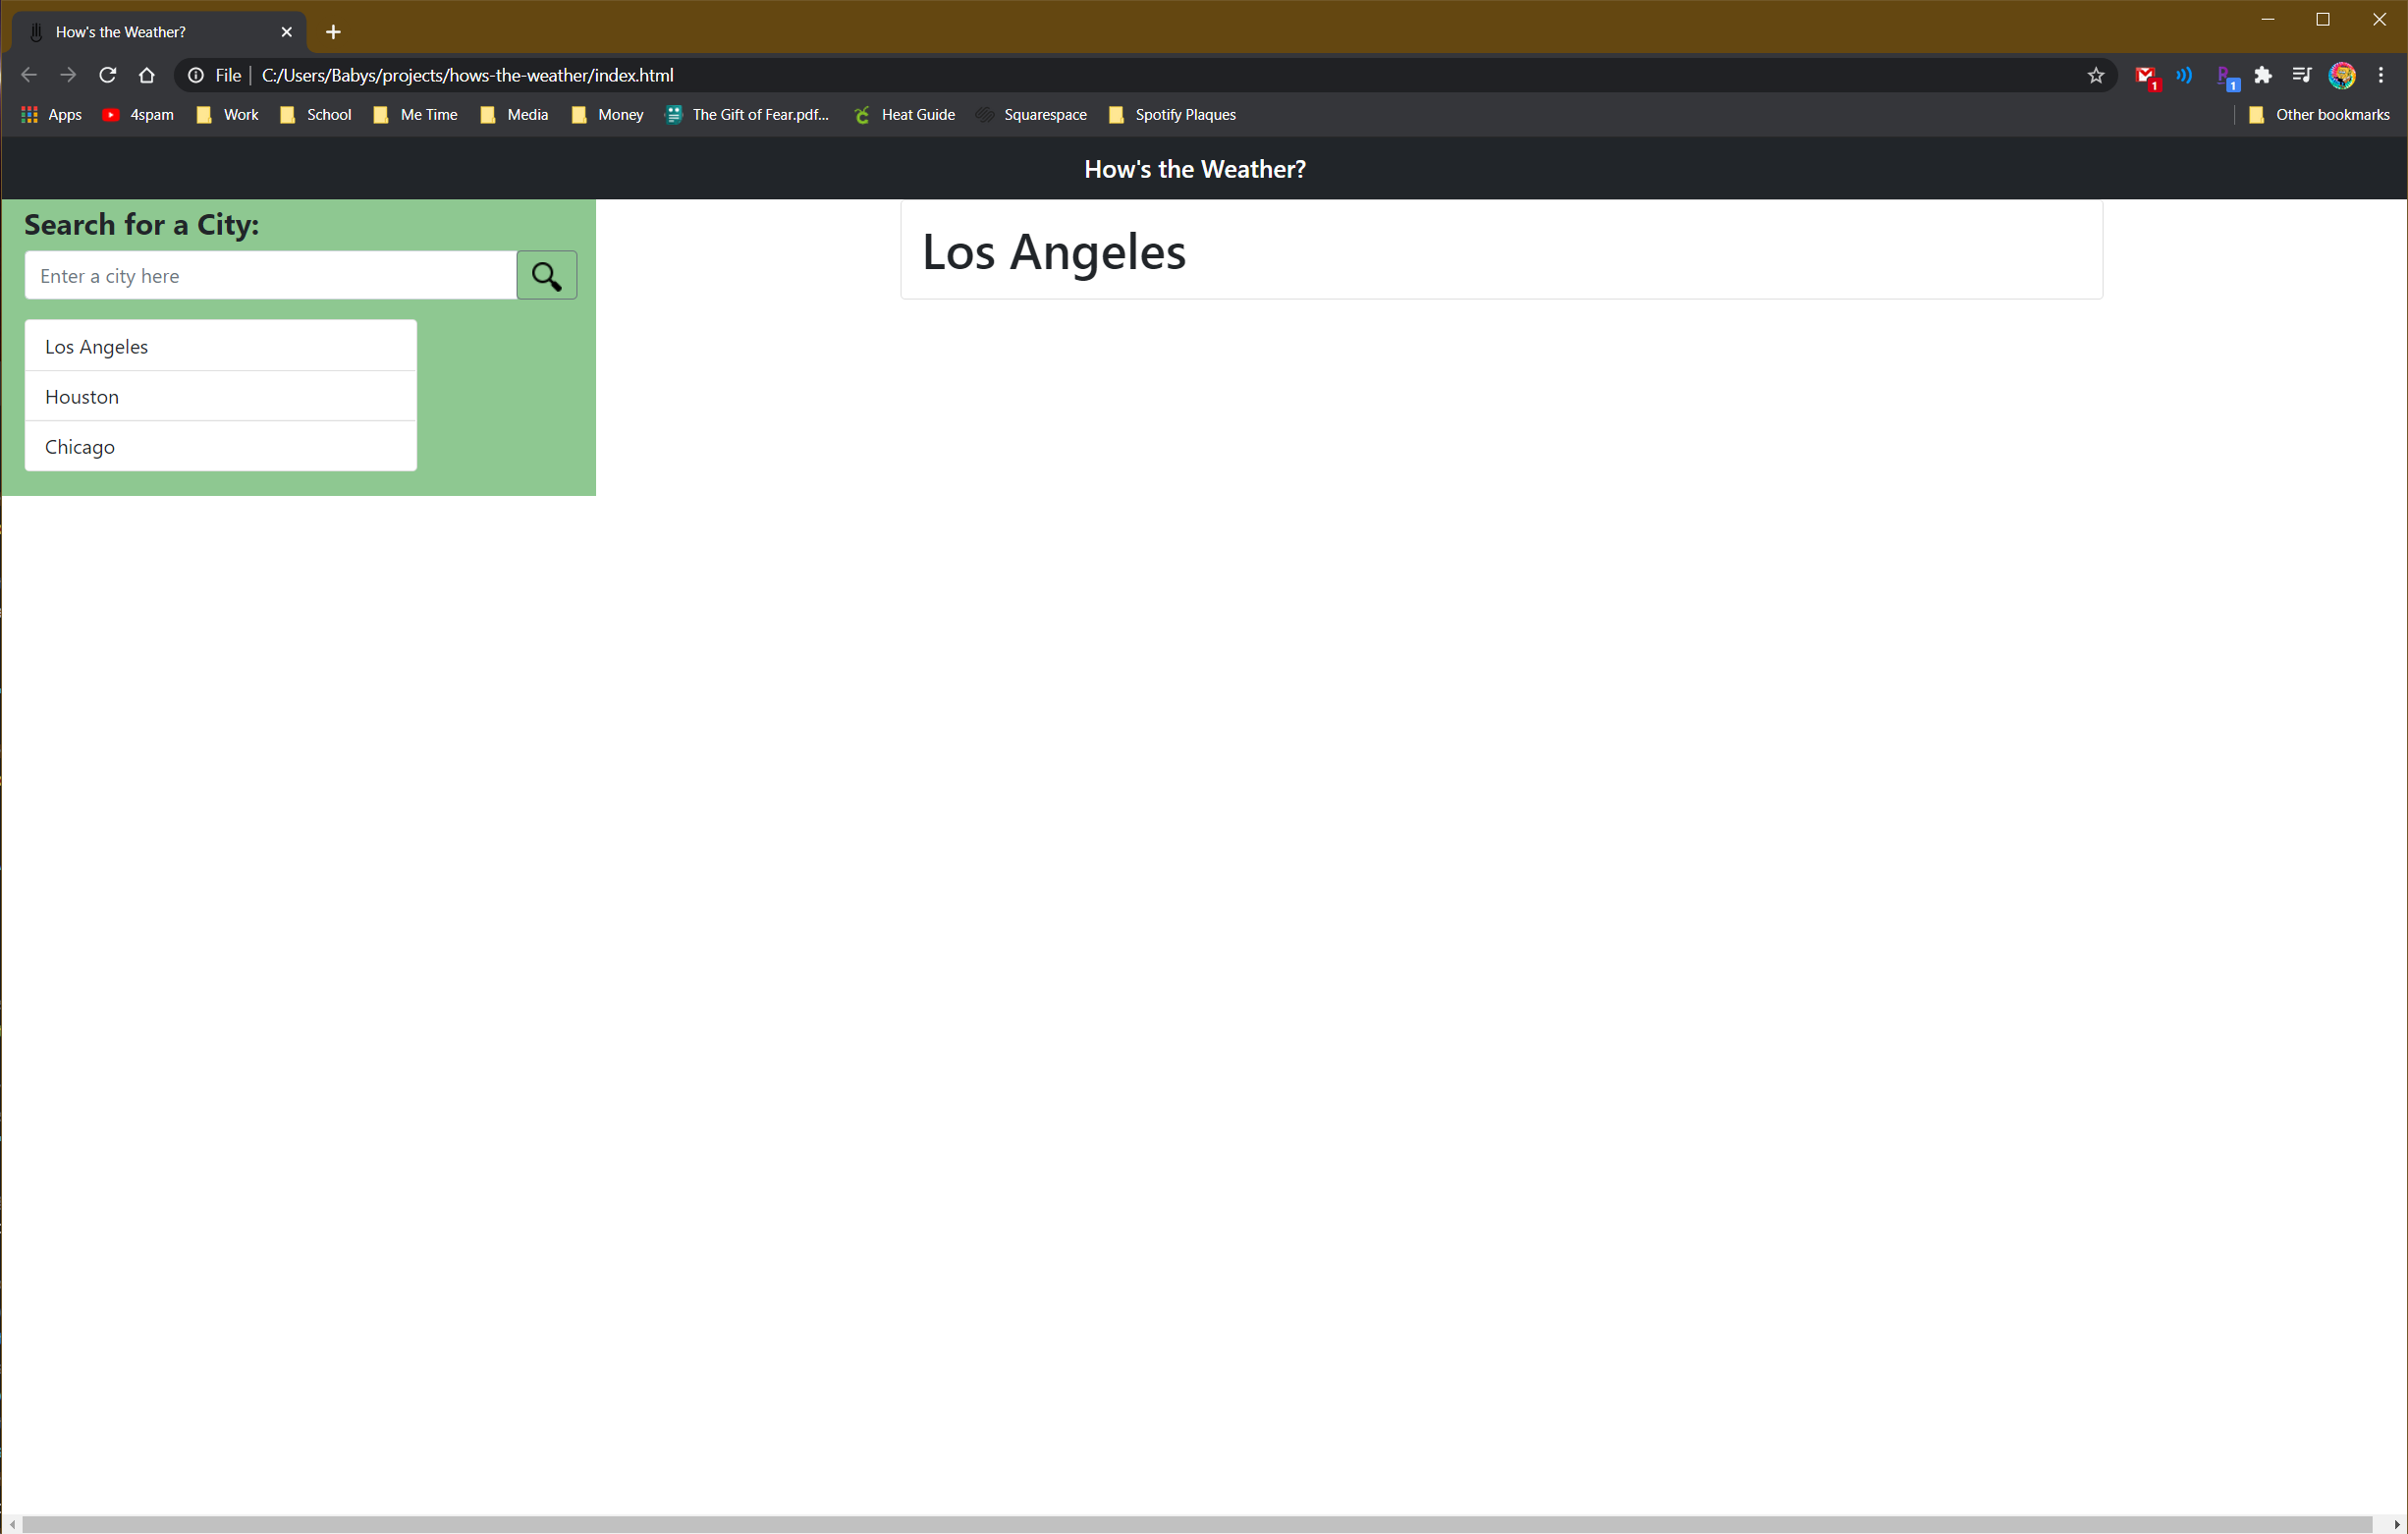 How's the Weather?
File C:/Users/Babys/projects/hows-the-weather/index.html
1 1
Apps 4spam Work School Me Time Media Money The Gift of Fear.pdf... Heat Guide Squarespace Spotify Plaques Other bookmarks
How's the Weather?
Search for a City:
Enter a city here
Los Angeles
Houston
Chicago
Los Angeles